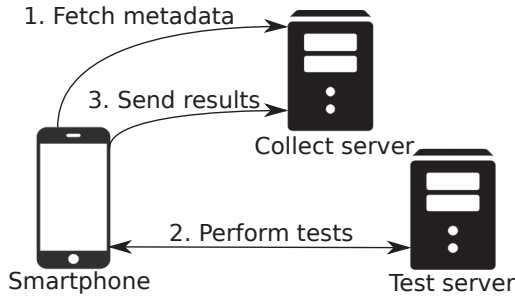 1. Fetch metadata
3. Send results
Collect server
2. Perform tests
Smartphone
Test server